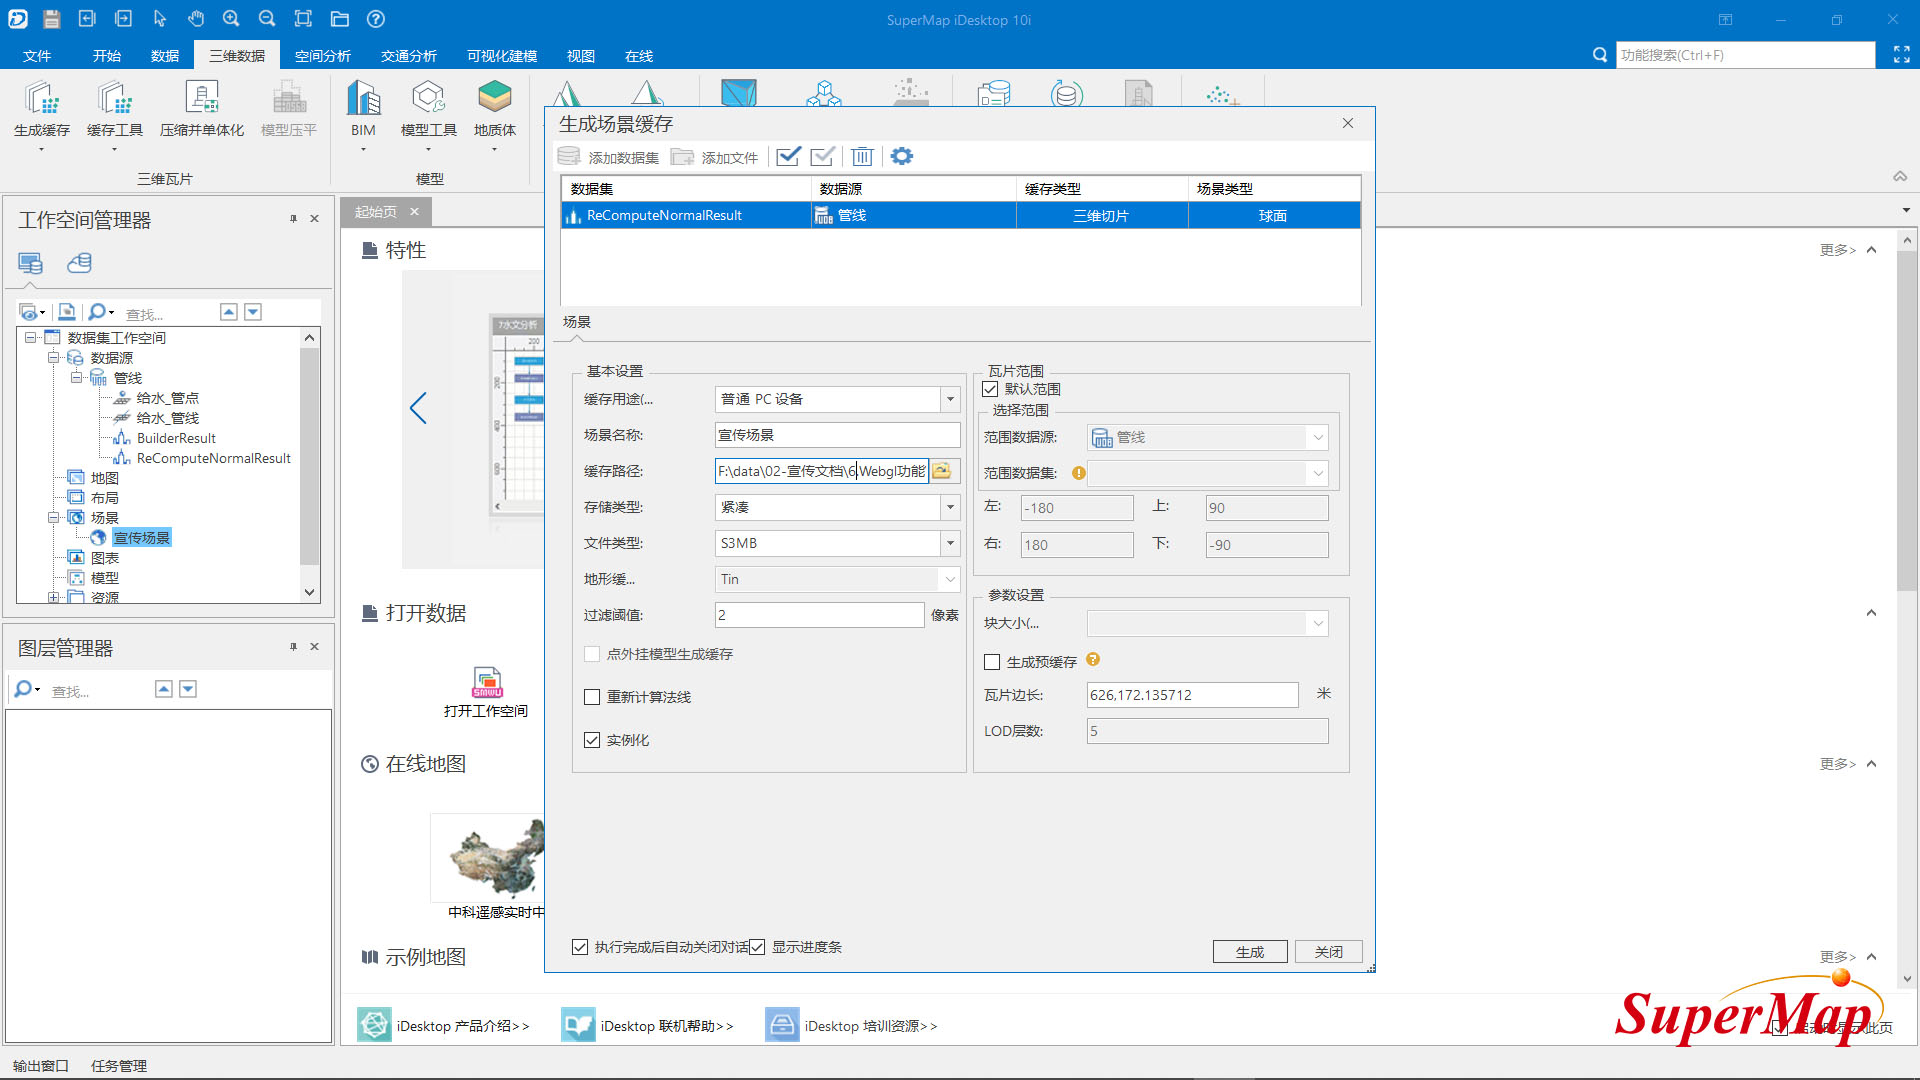 SuperMap iDesktop 10i
文件 开始 数据 三维数据 空间分析 交通分析 可视化建模 视图 在线 功能搜索(Ctrl+F)
生成缓存 缓存工具 压缩并单体化 模型压平 BIM 模型工具 地质体
三维瓦片 模型
生成场景缓存
添加数据集 添加文件
数据集 数据源 缓存类型 场景类型
ReComputeNormalResult 管线 三维切片 球面
工作空间管理器
查找...
数据集工作空间
数据源
管线
给水_管点
给水_管线
BuilderResult
ReComputeNormalResult
地图
布局
场景
宣传场景
图表
模型
资源
图层管理器
查找...
起始页
特性 更多>
7水文分析
200
200
400
600
打开数据
SMWU
打开工作空间
在线地图 更多>
中科遥感实时中
示例地图 更多>
场景
基本设置
缓存用途(... 普通 PC 设备
场景名称: 宣传场景
缓存路径: F:\data\02-宣传文档\6.Webgl功能
存储类型: 紧凑
文件类型: S3MB
地形缓... Tin
过滤阈值: 2 像素
点外挂模型生成缓存
重新计算法线
实例化
瓦片范围
默认范围
选择范围
范围数据源: 管线
范围数据集:
左: -180 上: 90
右: 180 下: -90
参数设置
块大小(...
生成预缓存
瓦片边长: 626,172.135712 米
LOD层数: 5
执行完成后自动关闭对话 显示进度条 生成 关闭
iDesktop 产品介绍>> iDesktop 联机帮助>> iDesktop 培训资源>>
SuperMap
此页
输出窗口 任务管理